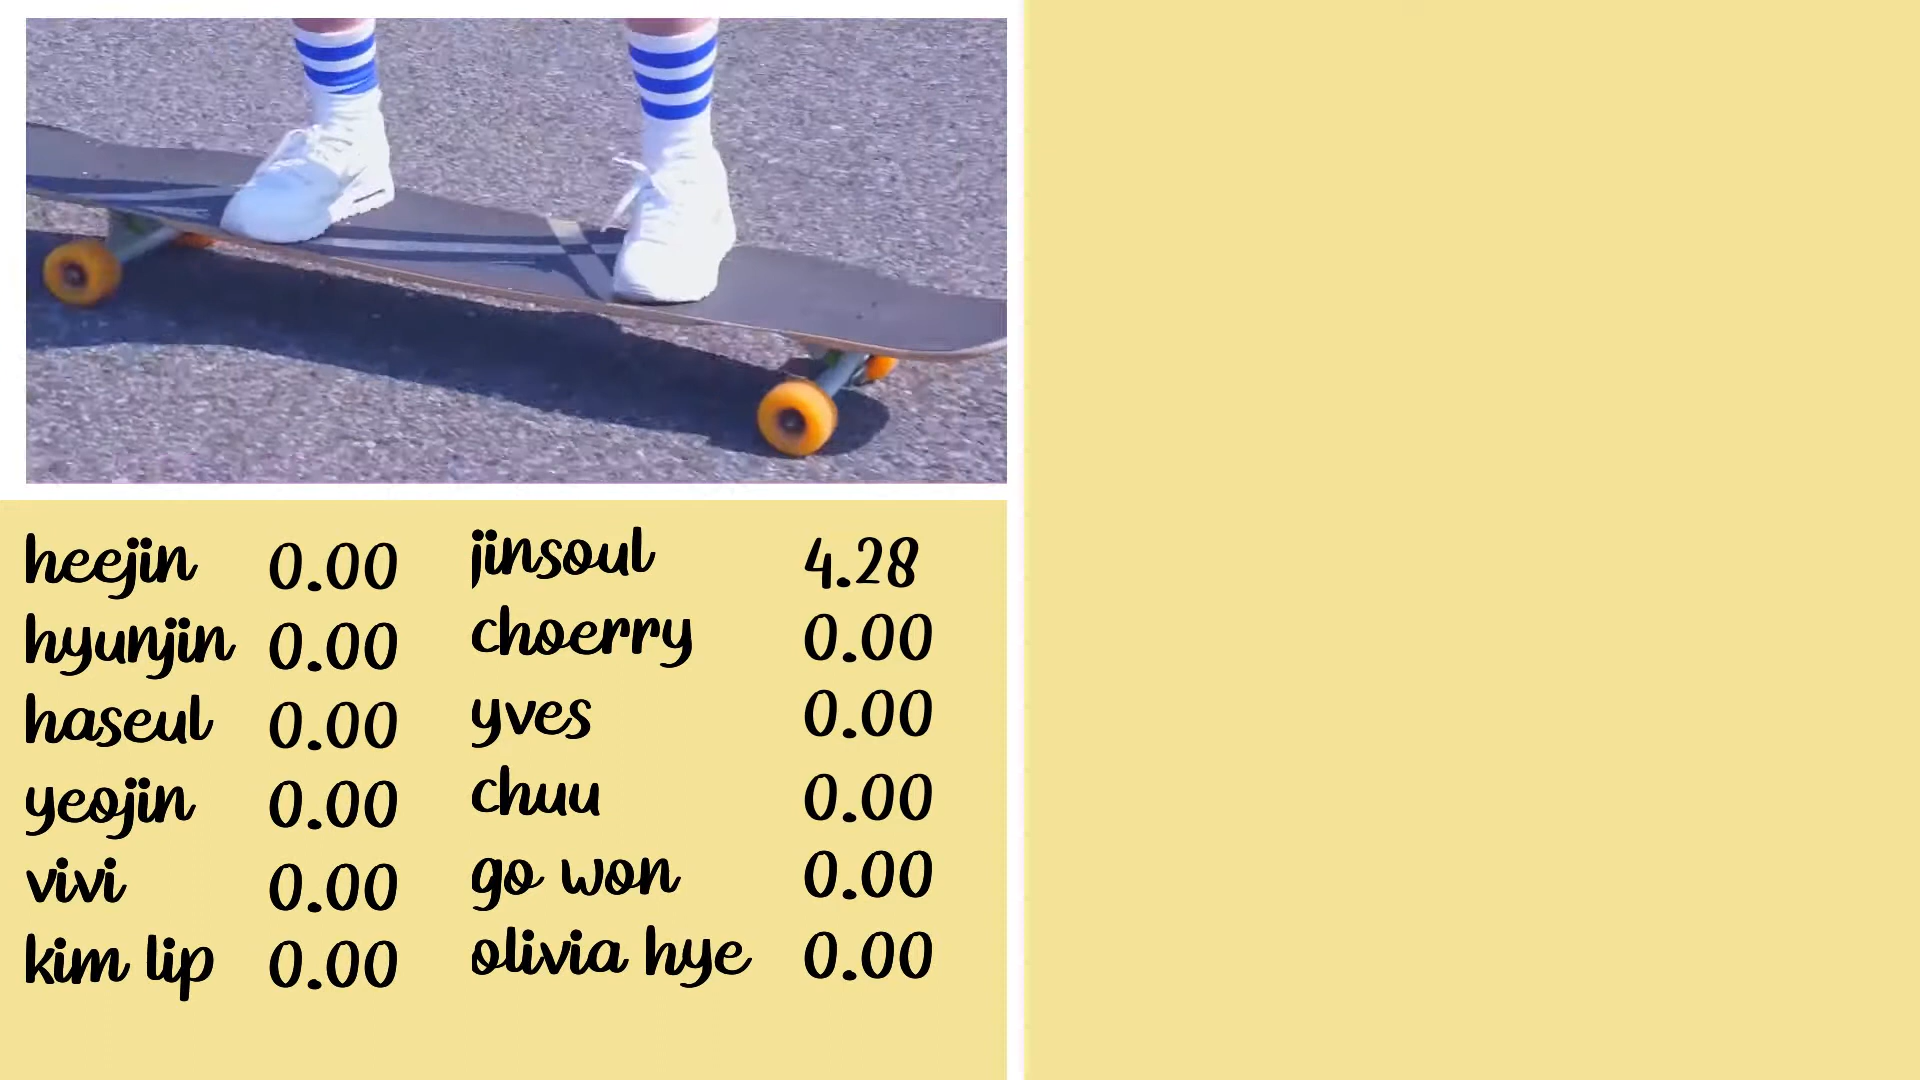 heejin 0.00 jinsoul 4.28
hyunjin 0.00 choerry 0.00
haseul 0.00 yves 0.00
yeojin 0.00 chuu 0.00
vivi 0.00 go won 0.00
kim lip 0.00 olivia hye 0.00